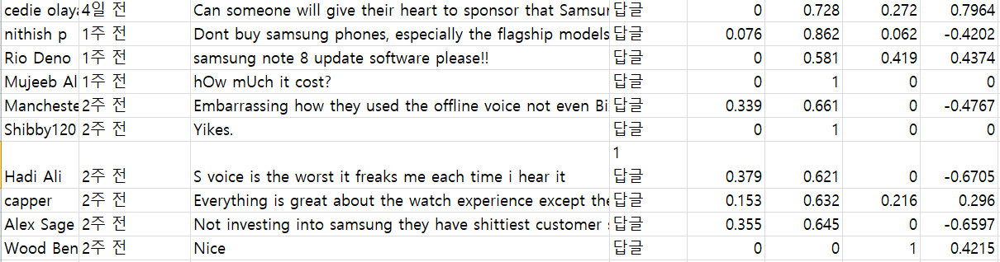 cedie olaya 4일 전 Can someone will give their heart to sponsor that Samsun 답글 0 0.728 0.272 0.7964
nithish p 1주 전 Dont buy samsung phones, especially the flagship models 답글 0.076 0.862 0.062 -0.4202
Rio Deno 1주 전 samsung note 8 update software please!! 답글 0 0.581 0.419 0.4374
Mujeeb Al 1주 전 hOw mUch it cost? 답글 0 1 0 0
Mancheste 2주 전 Embarrassing how they used the offline voice not even Bi 답글 0.339 0.661 0 -0.4767
Shibby120 2주 전 Yikes. 답글 0 1 0 0
1
Hadi Ali 2주 전 S voice is the worst it freaks me each time i hear it 답글 0.379 0.621 0 -0.6705
capper 2주 전 Everything is great about the watch experience except the 답글 0.153 0.632 0.216 0.296
Alex Sage 2주 전 Not investing into samsung they have shittiest customer 답글 0.355 0.645 0 -0.6597
Wood Ben 2주 전 Nice 답글 0 0 1 0.4215